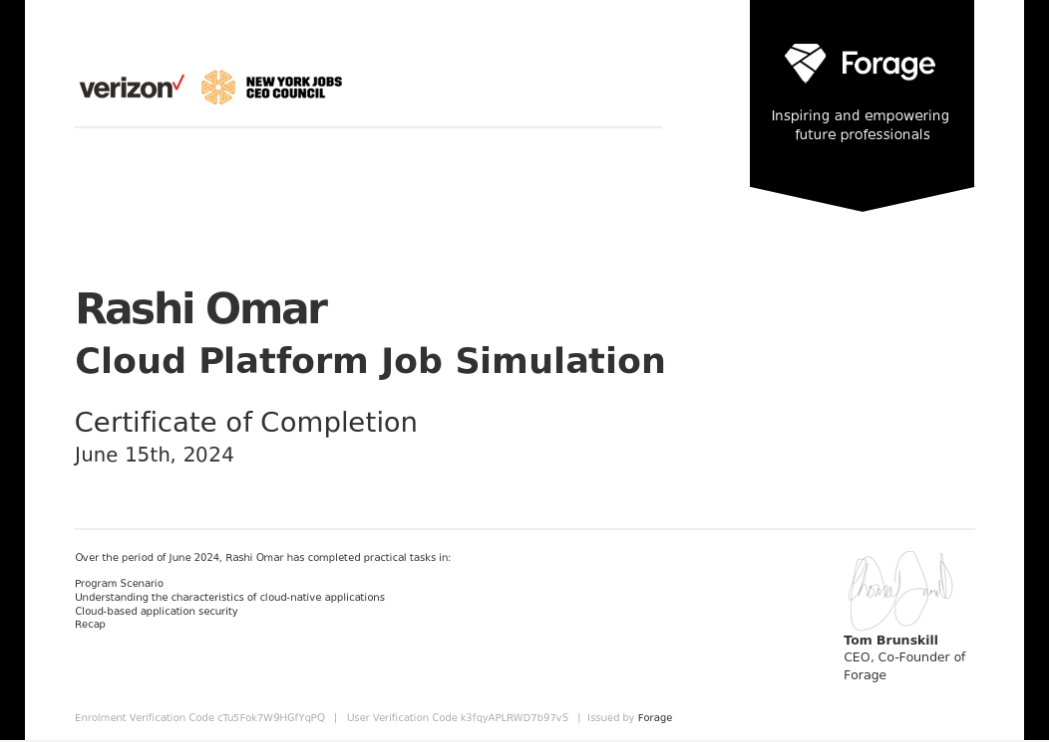 verizon✓
NEW YORK JOBS
CEO COUNCIL
Forage
Inspiring and empowering
future professionals
Rashi Omar
Cloud Platform Job Simulation
Certificate of Completion
June 15th, 2024
Over the period of June 2024, Rashi Omar has completed practical tasks in:
Program Scenario
Understanding the characteristics of cloud-native applications
Cloud-based application security
Recap
Tom Brunskill
CEO, Co-Founder of
Forage
Enrolment Verification Code cTu5Fok7W9HGfYqPQ | User Verification Code k3fqyAPLRWD7b97vS | Issued by Forage